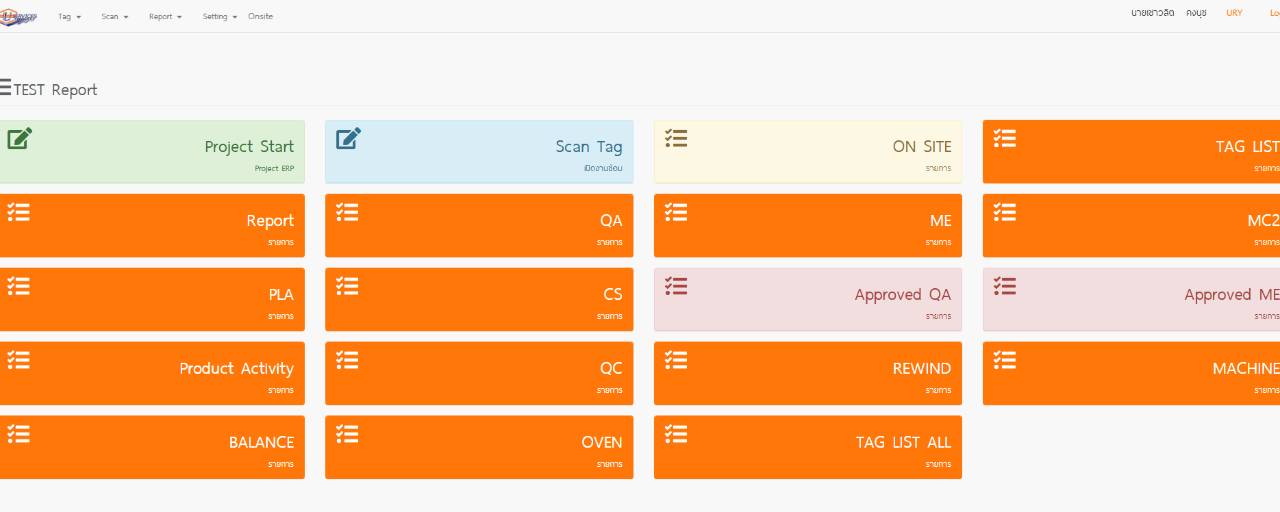 Tag Scan Report Setting Onsite นายเชาวลิต คงนุช URY
TEST Report
Project Start
Project ERP
Scan Tag
เปิดงานซ่อม
ON SITE
รายการ
TAG LIST
รายการ
Report
รายการ
QA
รายการ
ME
รายการ
MC2
รายการ
PLA
รายการ
CS
รายการ
Approved QA
รายการ
Approved ME
รายการ
Product Activity
รายการ
QC
รายการ
REWIND
รายการ
MACHINE
รายการ
BALANCE
รายการ
OVEN
รายการ
TAG LIST ALL
รายการ